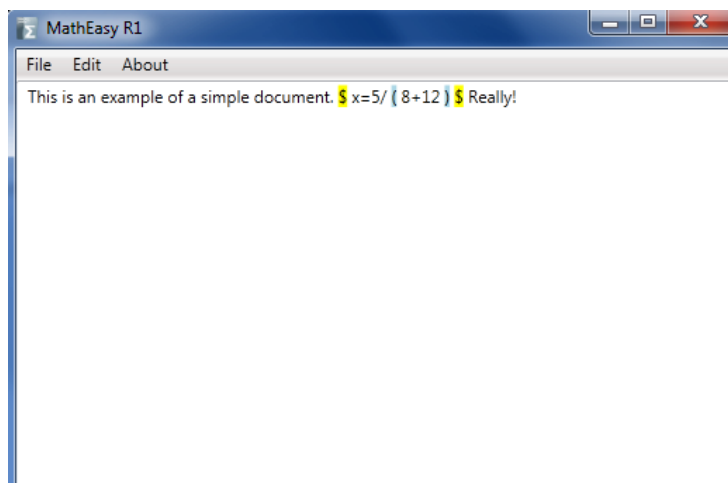 MathEasy R1
File Edit About
This is an example of a simple document. $ x=5/ ( 8+12 ) $ Really!